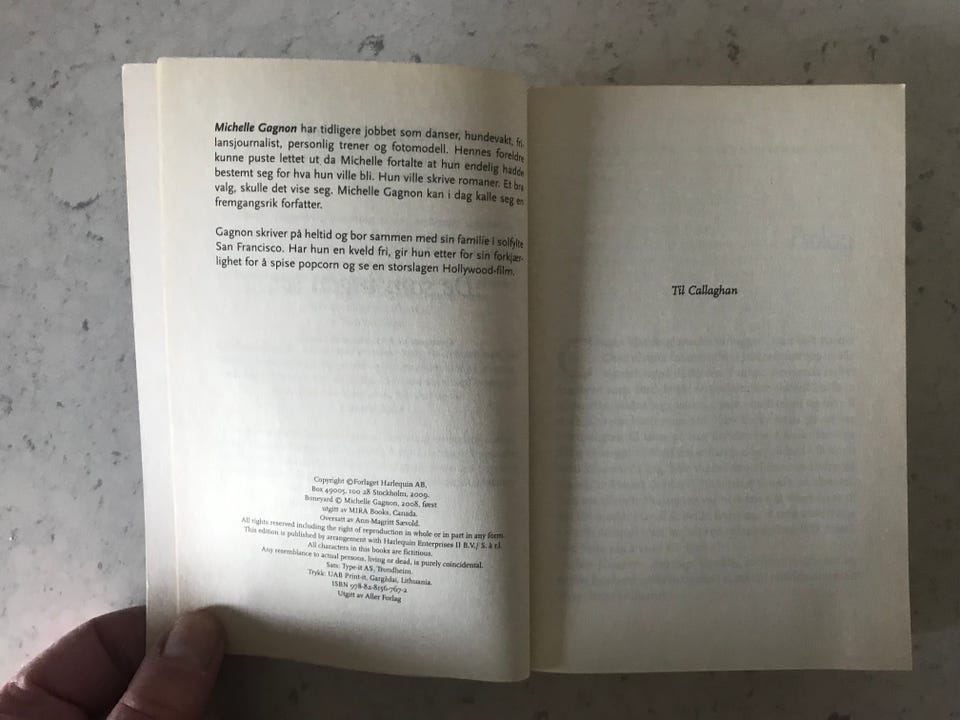 Michelle Gagnon har tidligere jobbet som danser, hundevakt, fri-
lansjournalist, personlig trener og fotomodell. Hennes foreldre
kunne puste lettet ut da Michelle fortalte at hun endelig hadde
bestemt seg for hva hun ville bli. Hun ville skrive romaner. Et bra
valg, skulle det vise seg. Michelle Gagnon kan i dag kalle seg en
fremgangsrik forfatter.
Gagnon skriver på heltid og bor sammen med sin familie i solfylte
San Francisco. Har hun en kveld fri, gir hun etter for sin forkjær-
lighet for å spise popcorn og se en storslagen Hollywood-film.
Copyright ©Forlaget Harlequin AB,
Box 49005, 100 28 Stockholm, 2009.
Boneyard © Michelle Gagnon, 2008, først
utgitt av MIRA Books, Canada.
Oversatt av Ann-Magritt Sævold.
All rights reserved including the right of reproduction in whole or part in any form.
This edition is published by arrangement with Harlequin Enterprises II B.V./ S. à r.l.
All characters in this books are fictitious.
Any resemblance to actual persons, living or dead, is purely coincidental.
Sats: Type-it AS, Trondheim.
Trykk: UAB Print-it, Gargzdai, Lithuania.
ISBN 978-82-8156-767-2
Utgitt av Aller Forlag
Til Callaghan